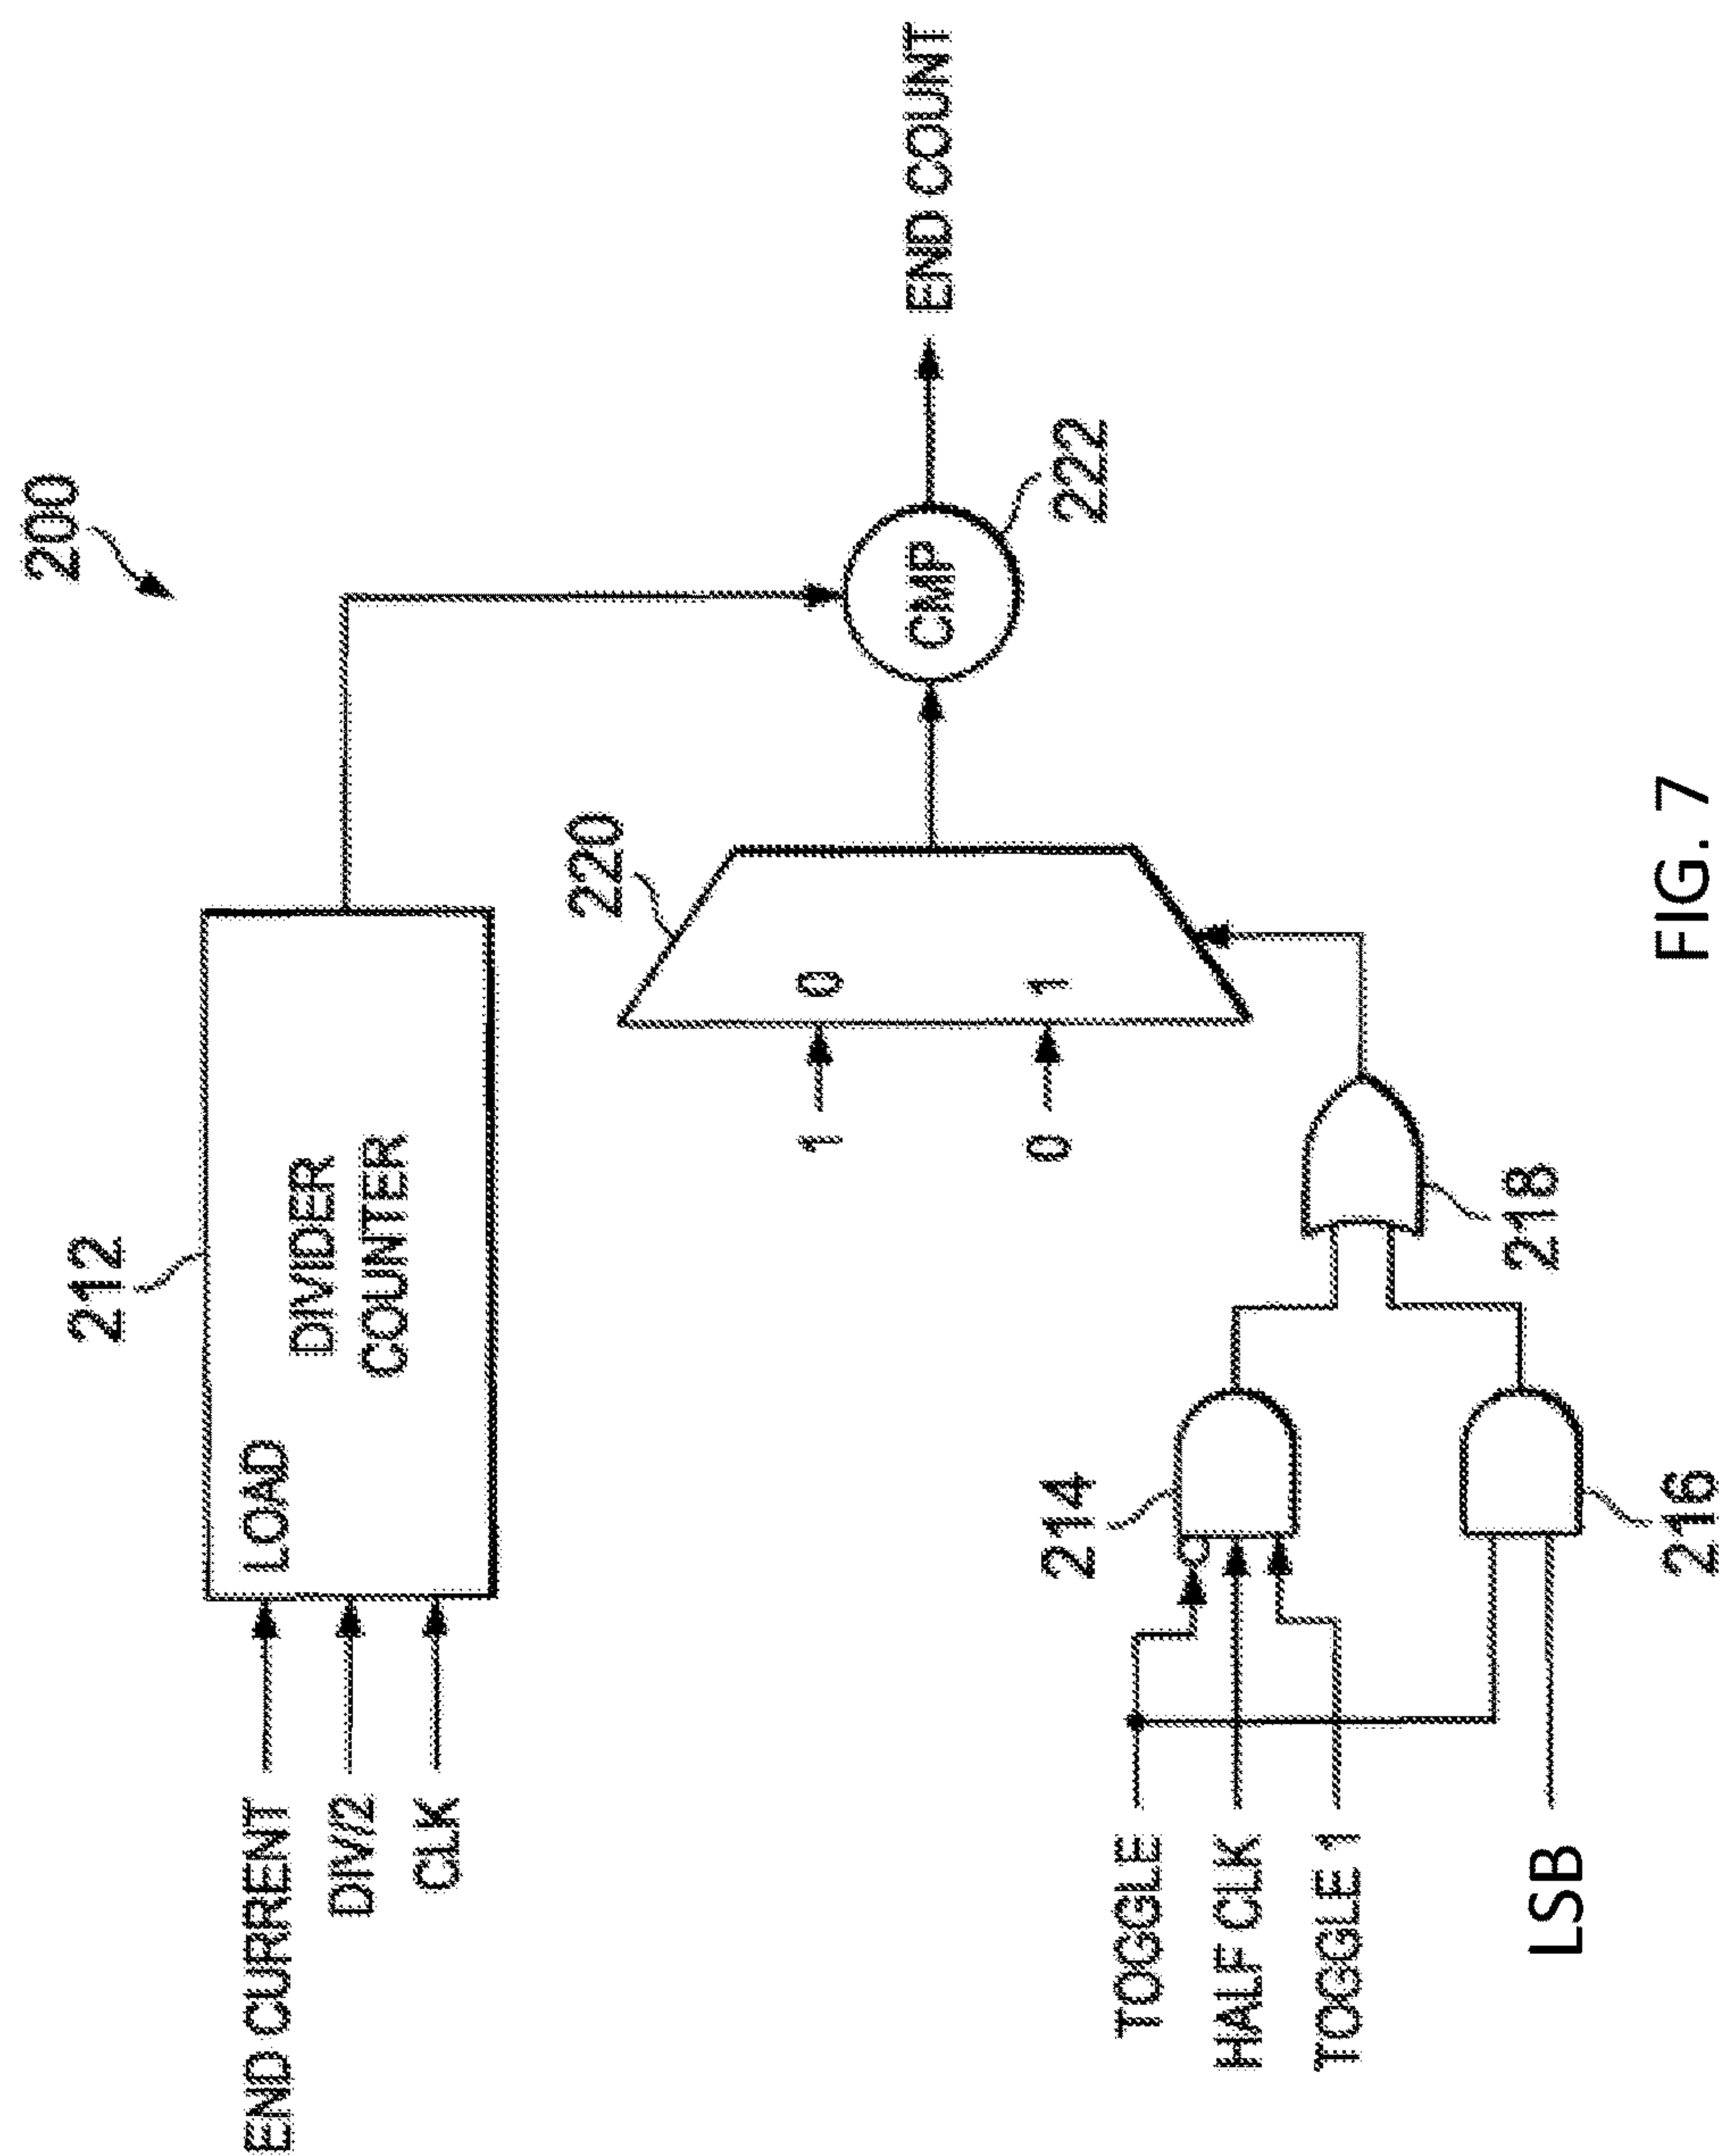 200
212
END CURRENT
LOAD
DIV/2
CLK
DIVIDER
COUNTER
220
1
0
0
1
CMP
222
END COUNT
214
TOGGLE
HALF CLK
TOGGLE 1
LSB
216
218
FIG. 7